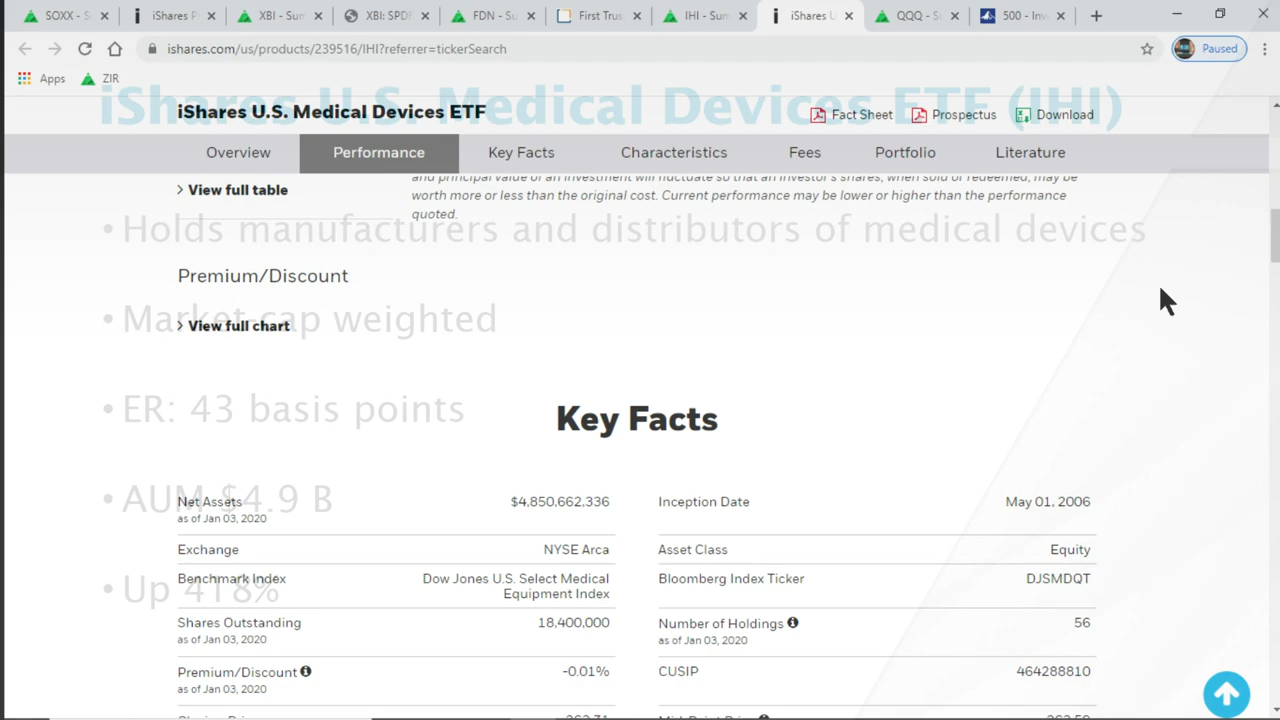 SOXX - S
iShares P
XBI - Sum
XBI: SPDF
FDN - Su
First Trus
IHI - Sum
iShares U
QQQ - S
500 - Inv
ishares.com/us/products/239516/IHI?referrer=tickerSearch
Paused
Apps
ZIR
iShares U.S. Medical Devices ETF (IHI)
iShares U.S. Medical Devices ETF
Fact Sheet
Prospectus
Download
Overview
Performance
Key Facts
Characteristics
Fees
Portfolio
Literature
and principal value of an investment will fluctuate so that an investor's shares, when sold or redeemed, may be
View full table
worth more or less than the original cost. Current performance may be lower or higher than the performance
quoted.
• Holds manufacturers and distributors of medical devices
Premium/Discount
• Market-cap weighted
View full chart
• ER: 43 basis points
Key Facts
• AUM $4.9 B
Net Assets $4,850,662,336 Inception Date May 01, 2006
as of Jan 03, 2020
Exchange NYSE Arca Asset Class Equity
• Up 418%
Benchmark Index Dow Jones U.S. Select Medical Bloomberg Index Ticker DJSMDQT
Equipment Index
Shares Outstanding 18,400,000 Number of Holdings 56
as of Jan 03, 2020 as of Jan 03, 2020
Premium/Discount -0.01% CUSIP 464288810
as of Jan 03, 2020